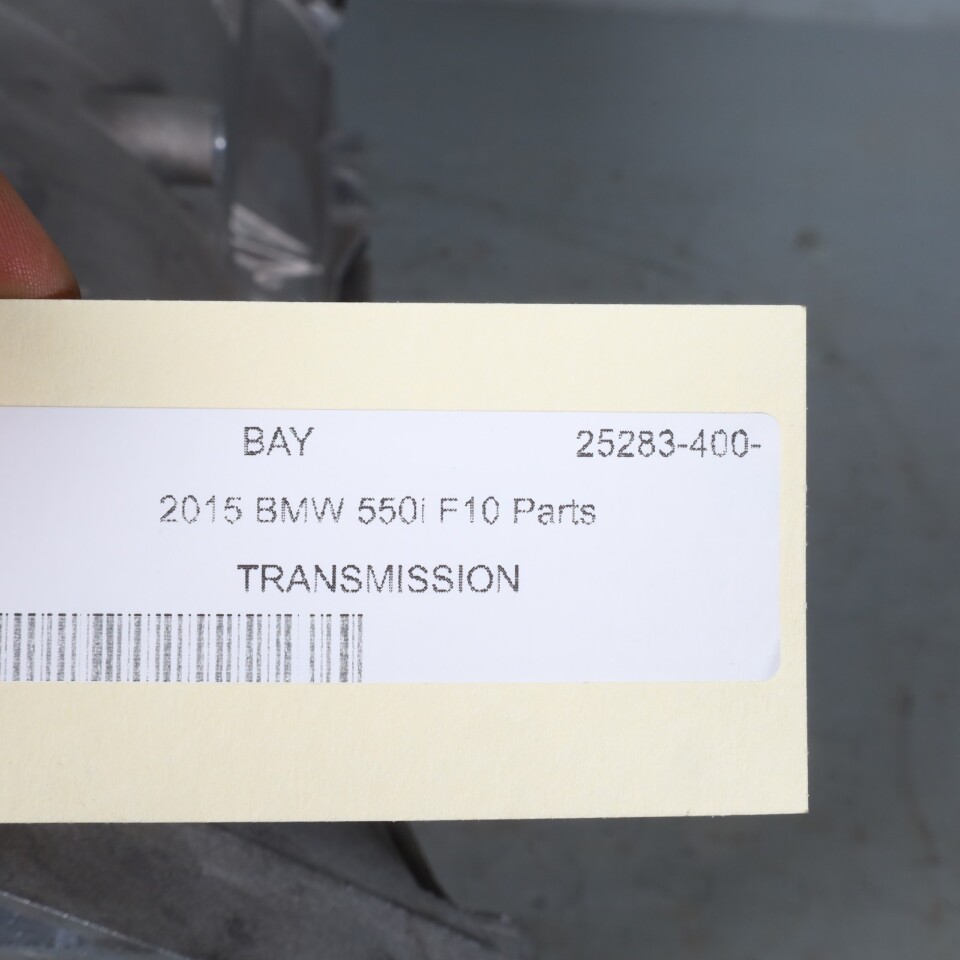 BAY 25283-400-
2015 BMW 550i F10 Parts
TRANSMISSION